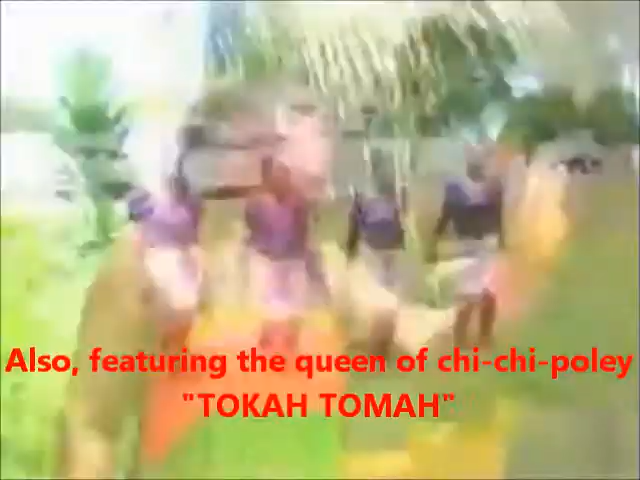 Also, featuring the queen of chi-chi-poley
"TOKAH TOMAH"